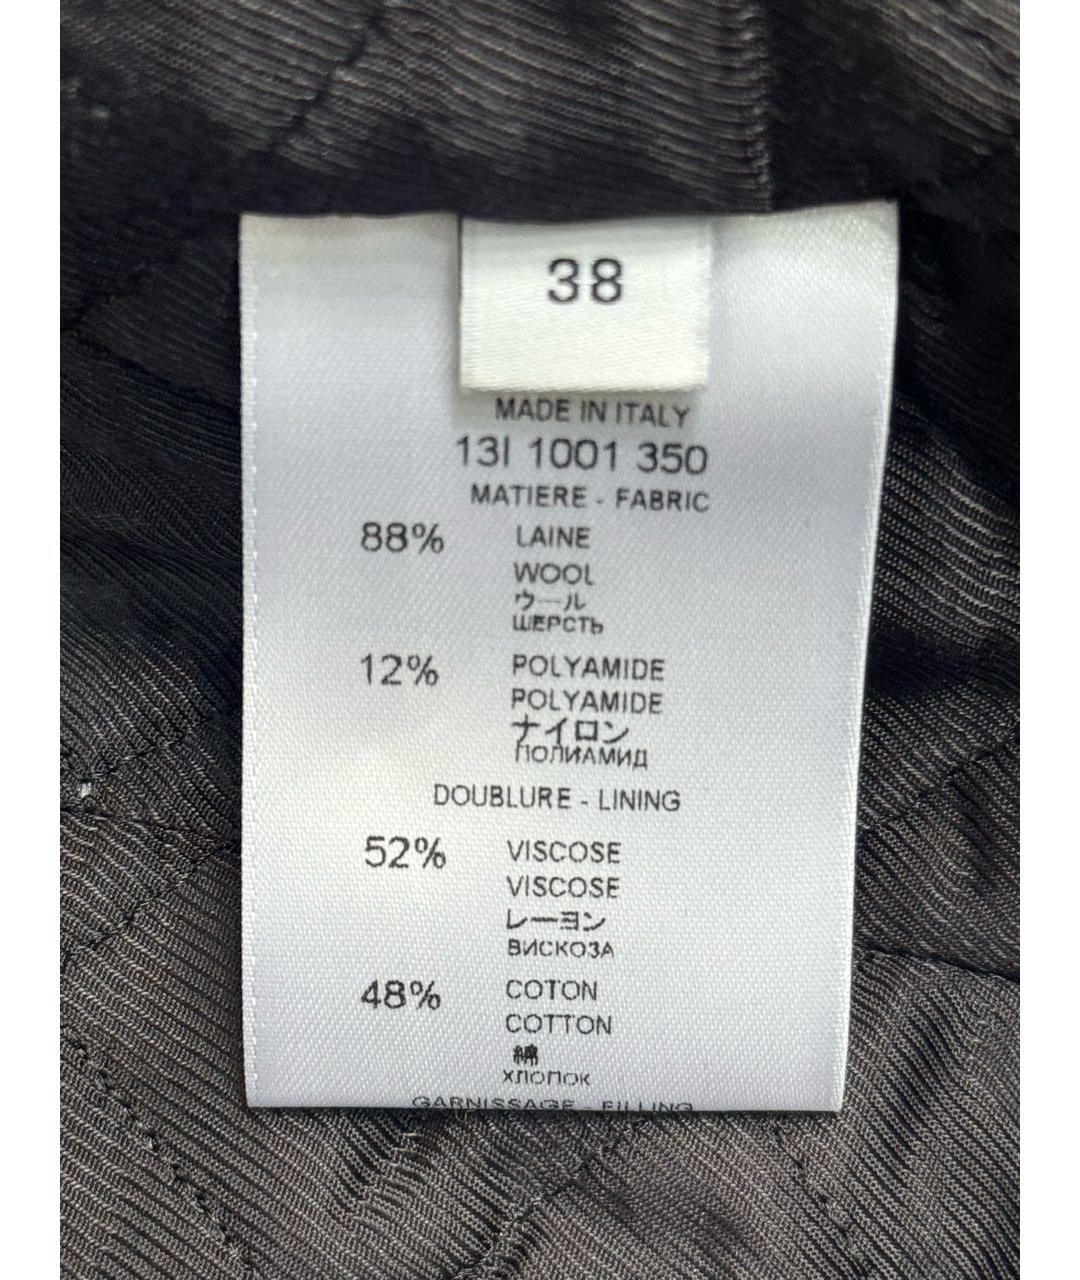 38
MADE IN ITALY
13I 1001 350
MATIERE - FABRIC
88% LAINE
WOOL
ウール
ШЕРСТЬ
12% POLYAMIDE
POLYAMIDE
ナイロン
ПОЛИАМИД
DOUBLURE - LINING
52% VISCOSE
VISCOSE
レーヨン
ВИСКОЗА
48% COTON
COTTON
綿
ХЛОПОК
GARNISSAGE - FILLING